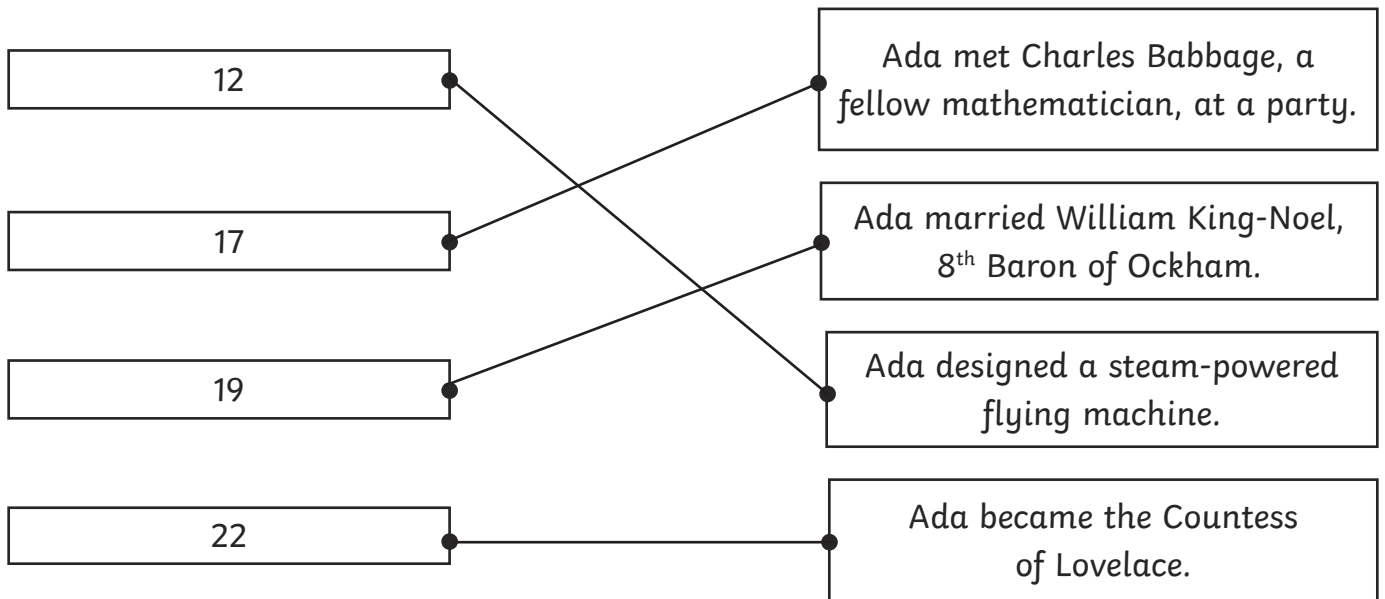 12
Ada met Charles Babbage, a
fellow mathematician, at a party.
17
Ada married William King-Noel,
8th Baron of Ockham.
19
Ada designed a steam-powered
flying machine.
22
Ada became the Countess
of Lovelace.